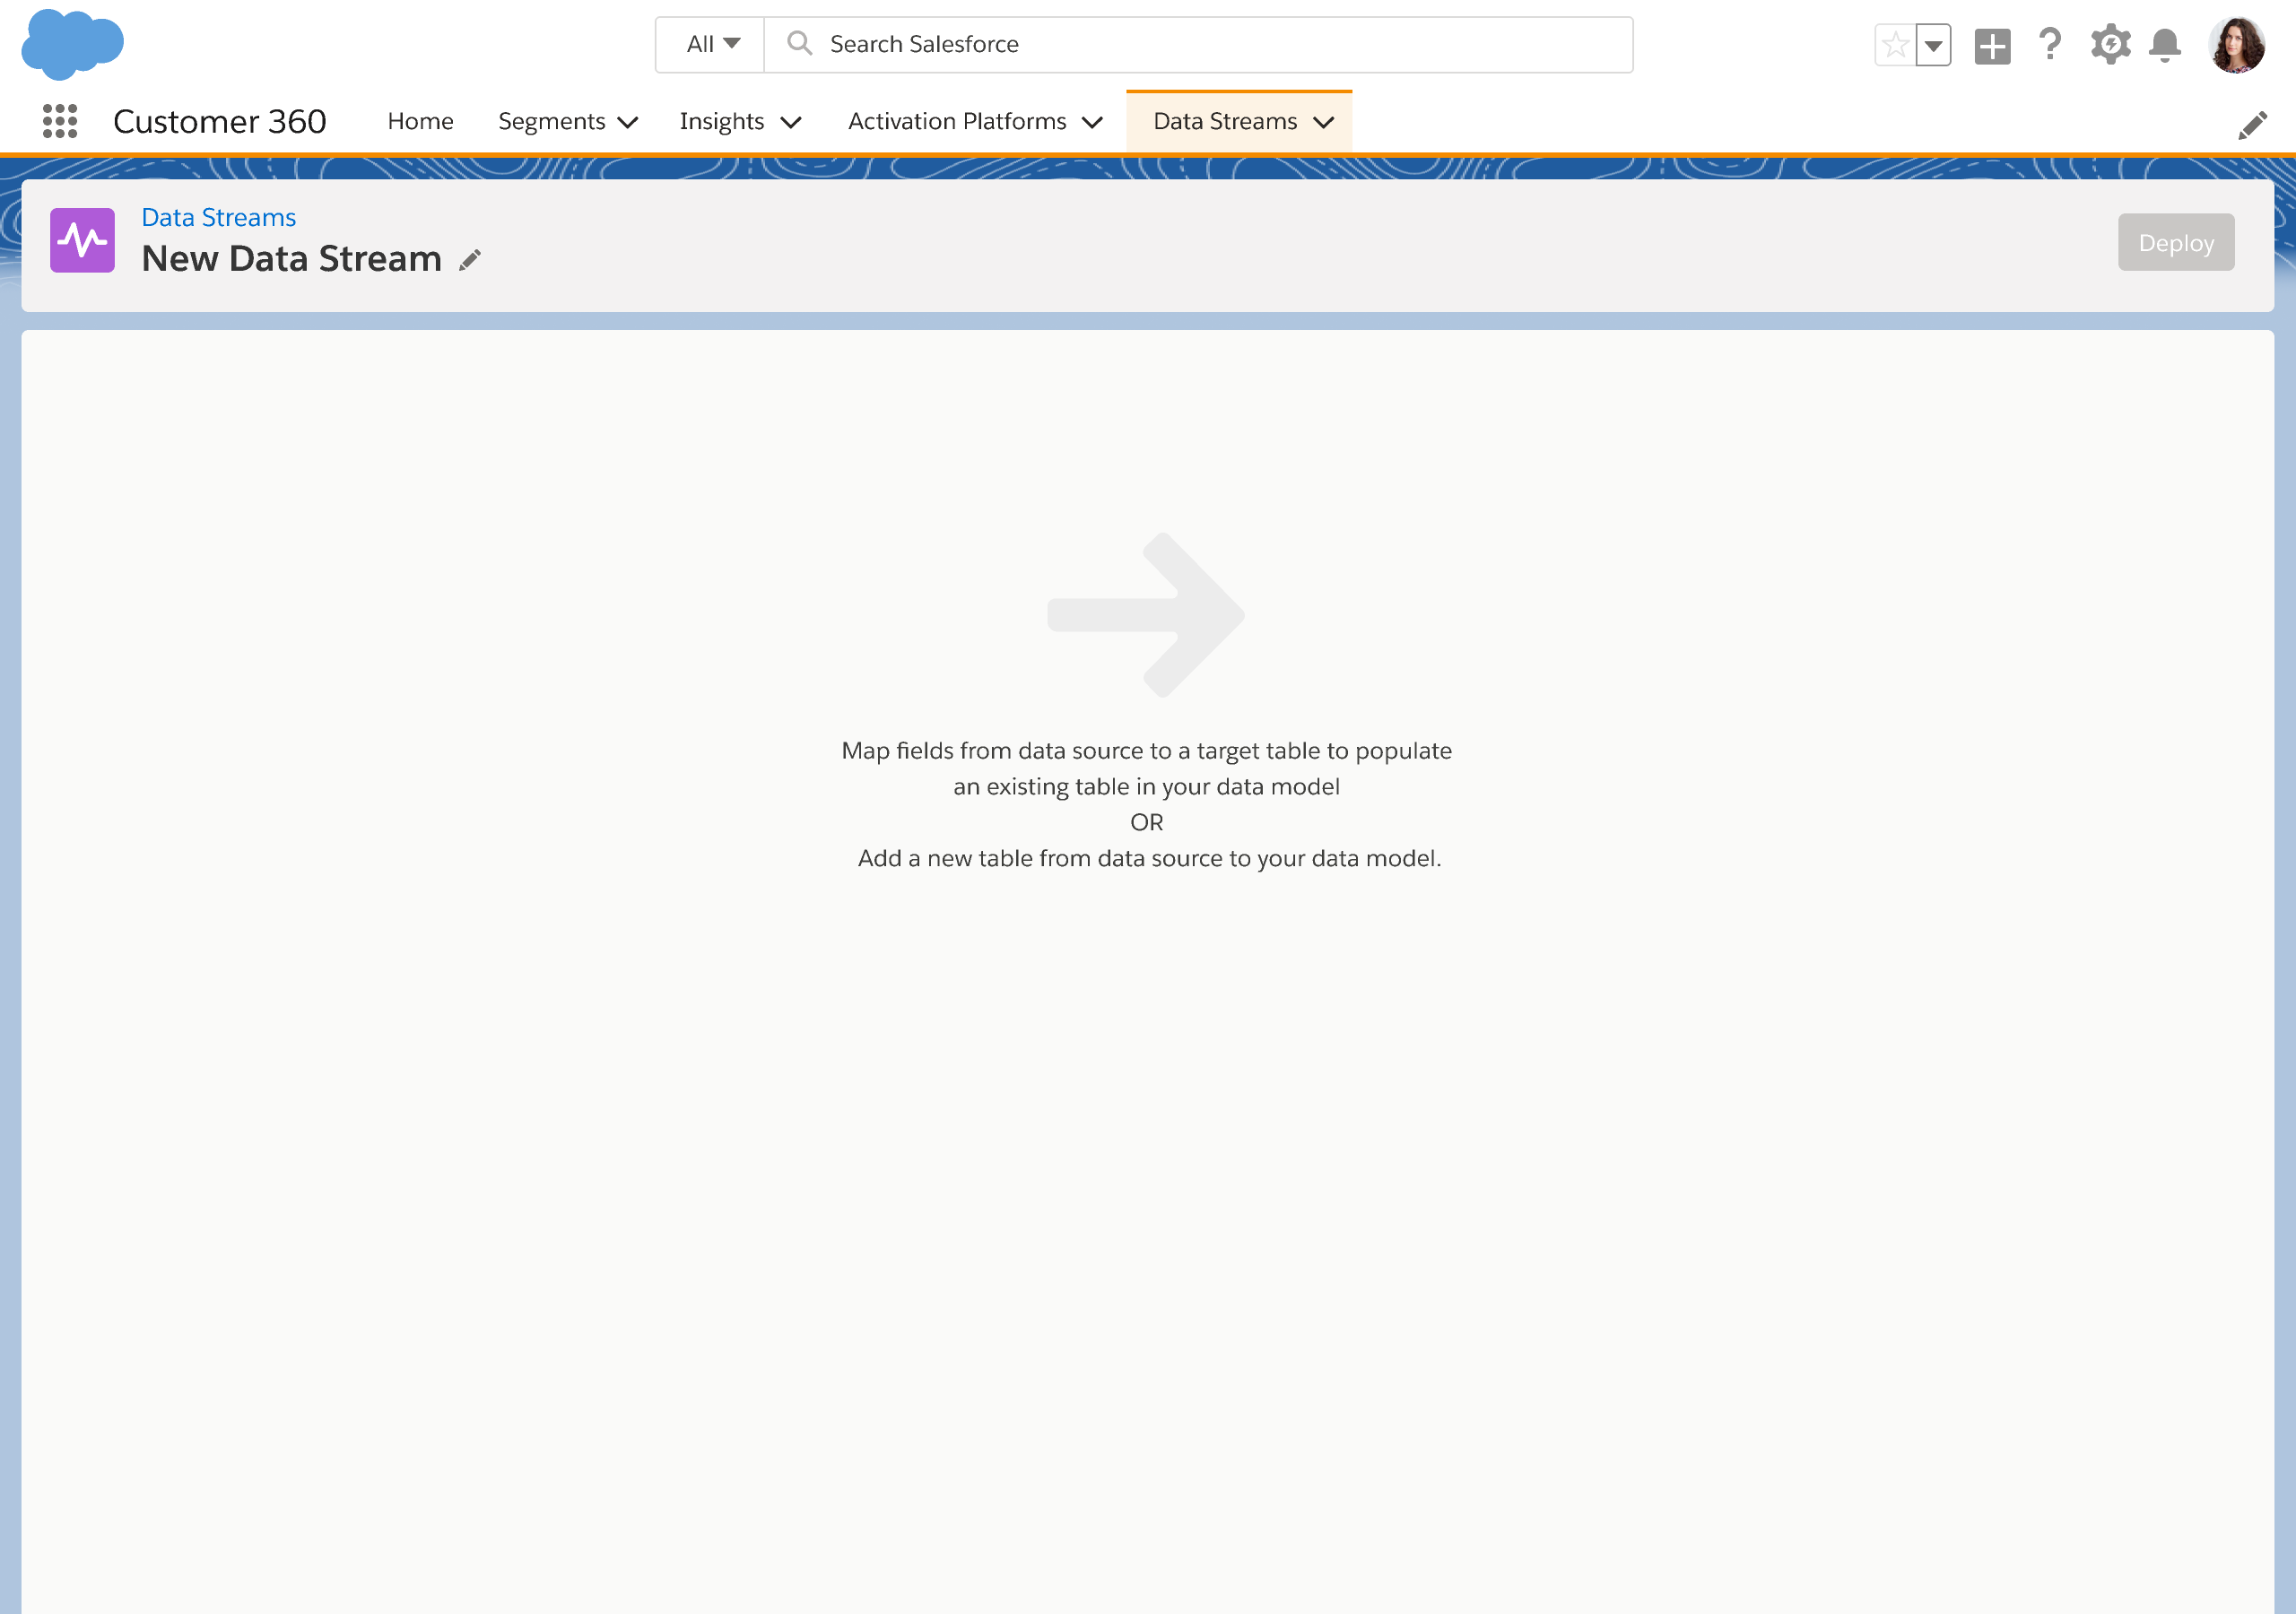 All
Search Salesforce
Customer 360
Home
Segments
Insights
Activation Platforms
Data Streams
Data Streams
New Data Stream
Deploy
Map fields from data source to a target table to populate
an existing table in your data model
OR
Add a new table from data source to your data model.